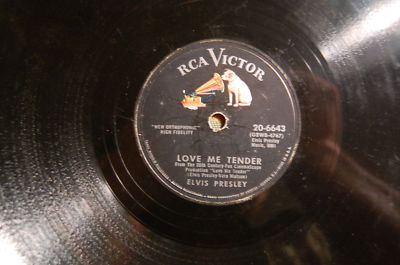 RCA VICTOR
"NEW ORTHOPHONIC"
HIGH FIDELITY
20-6643
(G2WB-4767)
Elvis Presley
Music, BMI
LOVE ME TENDER
From The 20th Century-Fox CinemaScope
Production "Love Me Tender"
(Elvis Presley-Vera Matson)
ELVIS PRESLEY